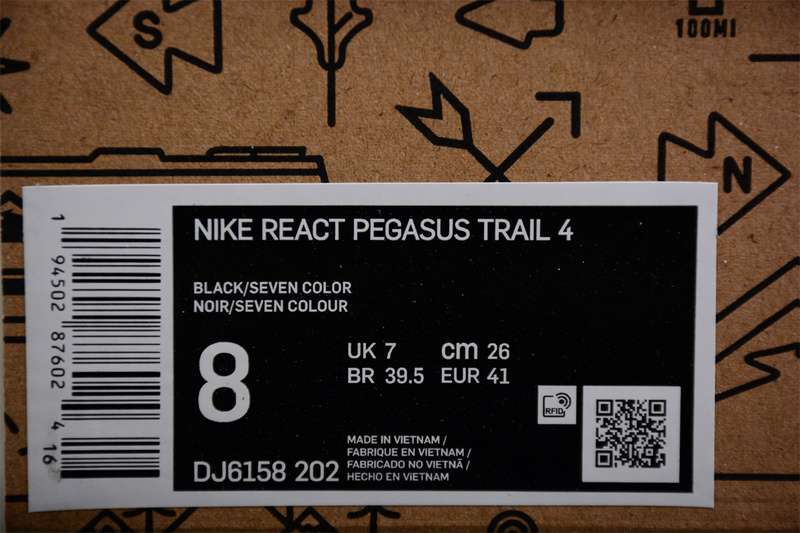 S
100MI
N
NIKE REACT PEGASUS TRAIL 4
BLACK/SEVEN COLOR
NOIR/SEVEN COLOUR
8
UK 7
cm 26
BR 39.5
EUR 41
RFID
DJ6158 202
MADE IN VIETNAM /
FABRIQUE EN VIETNAM /
FABRICADO NO VIETNÃ /
HECHO EN VIETNAM
1 94502 87602 4 16